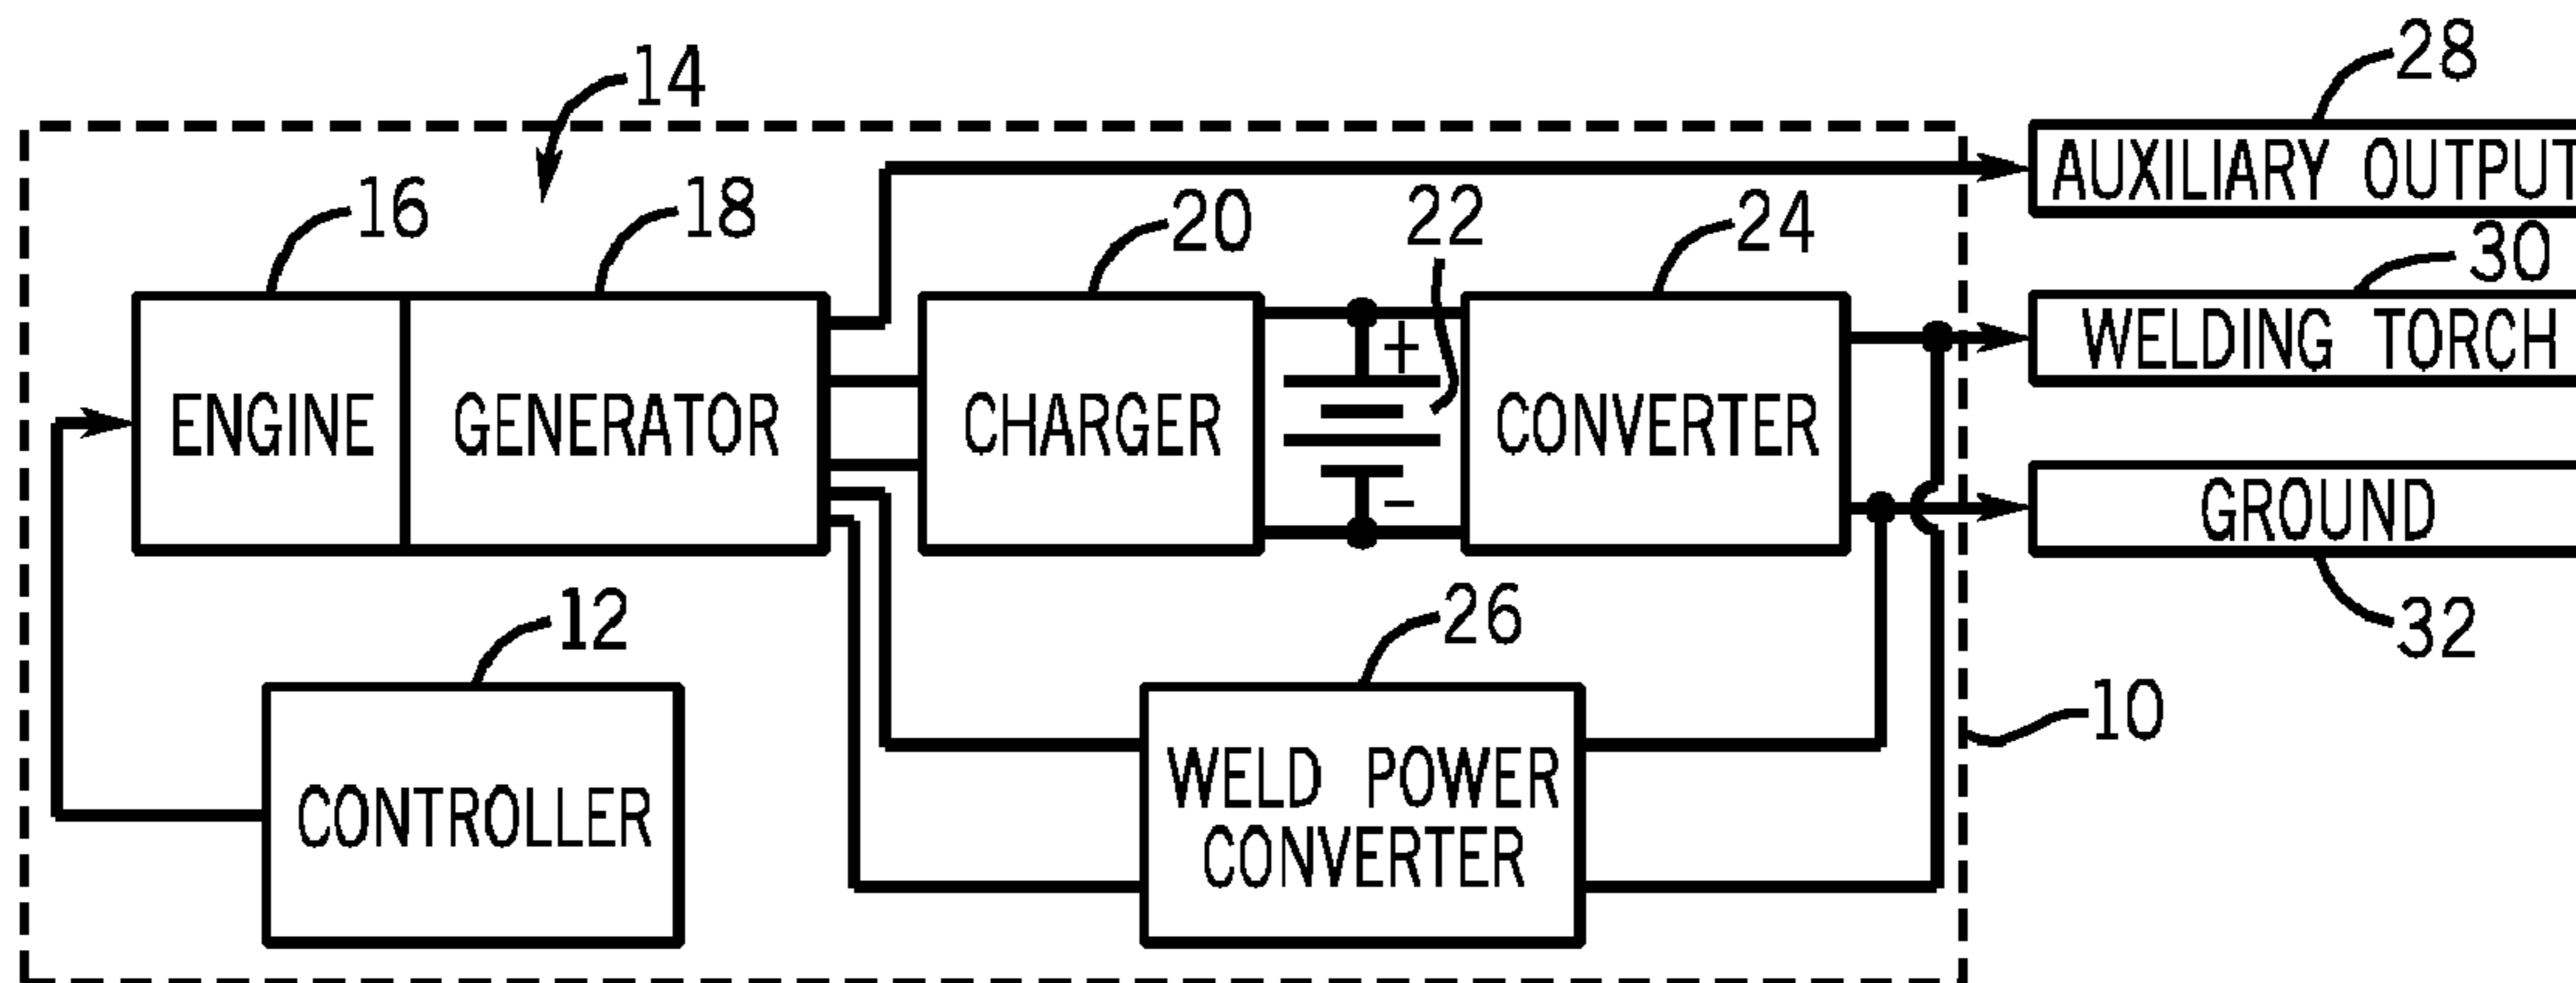 14
28
AUXILIARY OUTPUT
16
18
20
22
24
30
WELDING TORCH
+
ENGINE
GENERATOR
CHARGER
CONVERTER
-
GROUND
12
26
32
10
CONTROLLER
WELD POWER
CONVERTER